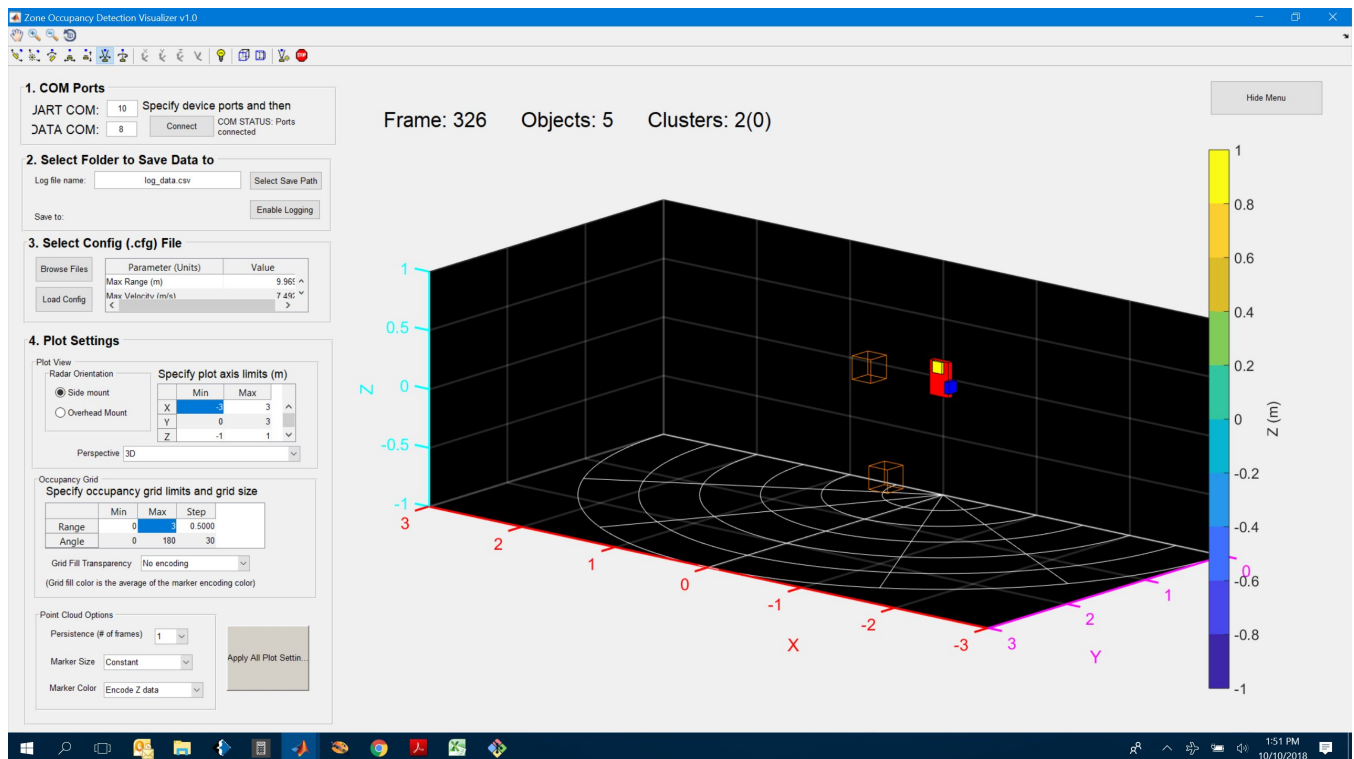 Zone Occupancy Detection Visualizer v1.0
Hide Menu
1. COM Ports
JART COM: 10 Specify device ports and then
DATA COM: 8 Connect COM STATUS: Ports
connected
Frame: 326 Objects: 5 Clusters: 2(0)
2. Select Folder to Save Data to
Log file name: log_data.csv Select Save Path
Save to: Enable Logging
3. Select Config (.cfg) File
Browse Files Parameter (Units) Value
Max Range (m) 9.969
Load Config Max Velocity (m/s) 7.492
4. Plot Settings
Plot View
Radar Orientation Specify plot axis limits (m)
Side mount Min Max
Overhead Mount X -3 3
Y 0 3
Z -1 1
Perspective 3D
Occupancy Grid
Specify occupancy grid limits and grid size
Min Max Step
Range 0 3 0.5000
Angle 0 180 30
Grid Fill Transparency No encoding
(Grid fill color is the average of the marker encoding color)
Point Cloud Options
Persistence (# of frames) 1
Marker Size Constant
Apply All Plot Settin...
Marker Color Encode Z data
1
0.5
0
-0.5
-1
Z
3
2
1
0
-1
-2
-3
X
3
2
1
0
Y
1
0.8
0.6
0.4
0.2
0
-0.2
-0.4
-0.6
-0.8
-1
Z (m)
1:51 PM
10/10/2018